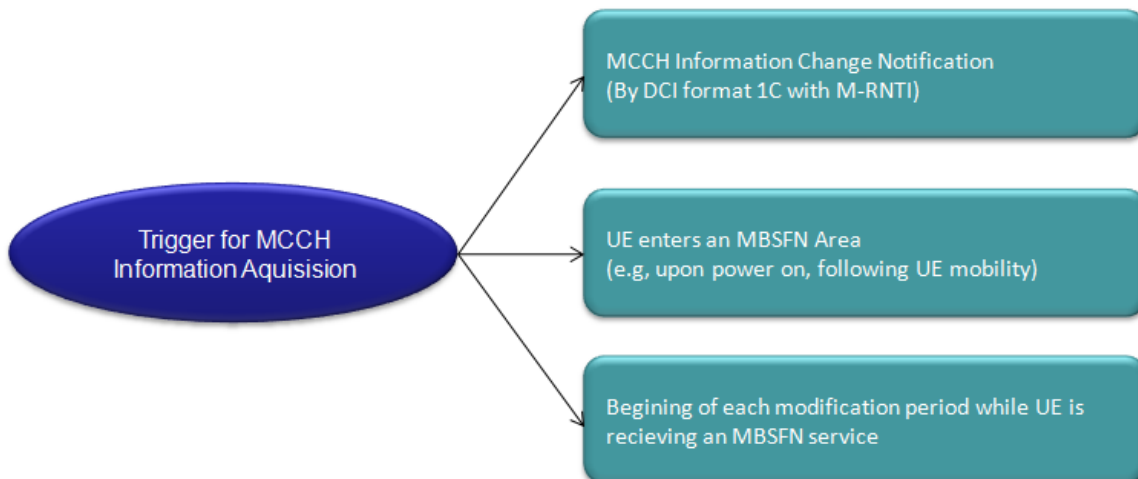 Trigger for MCCH
Information Aquisision
MCCH Information Change Notification
(By DCI format 1C with M-RNTI)
UE enters an MBSFN Area
(e.g, upon power on, following UE mobility)
Begining of each modification period while UE is
recieving an MBSFN service